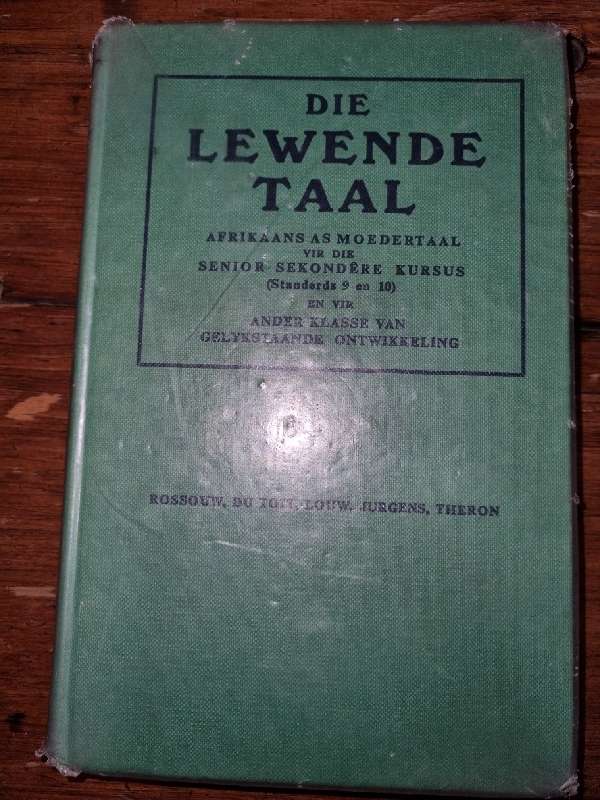 DIE
LEWENDE
TAAL
AFRIKAANS AS MOEDERTAAL
VIR DIE
SENIOR SEKONDÊRE KURSUS
(Standerds 9 en 10)
EN VIR
ANDER KLASSE VAN
GELYKSTAANDE ONTWIKKELING
ROSSOUW, DU TOIT, LOUW, JURGENS, THERON